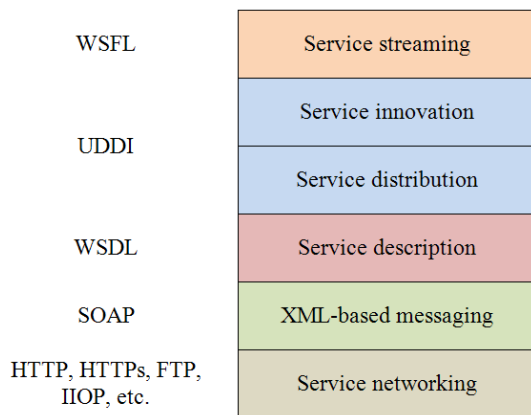 WSFL
Service streaming
Service innovation
UDDI
Service distribution
WSDL
Service description
SOAP
XML-based messaging
HTTP, HTTPs, FTP,
IIOP, etc.
Service networking